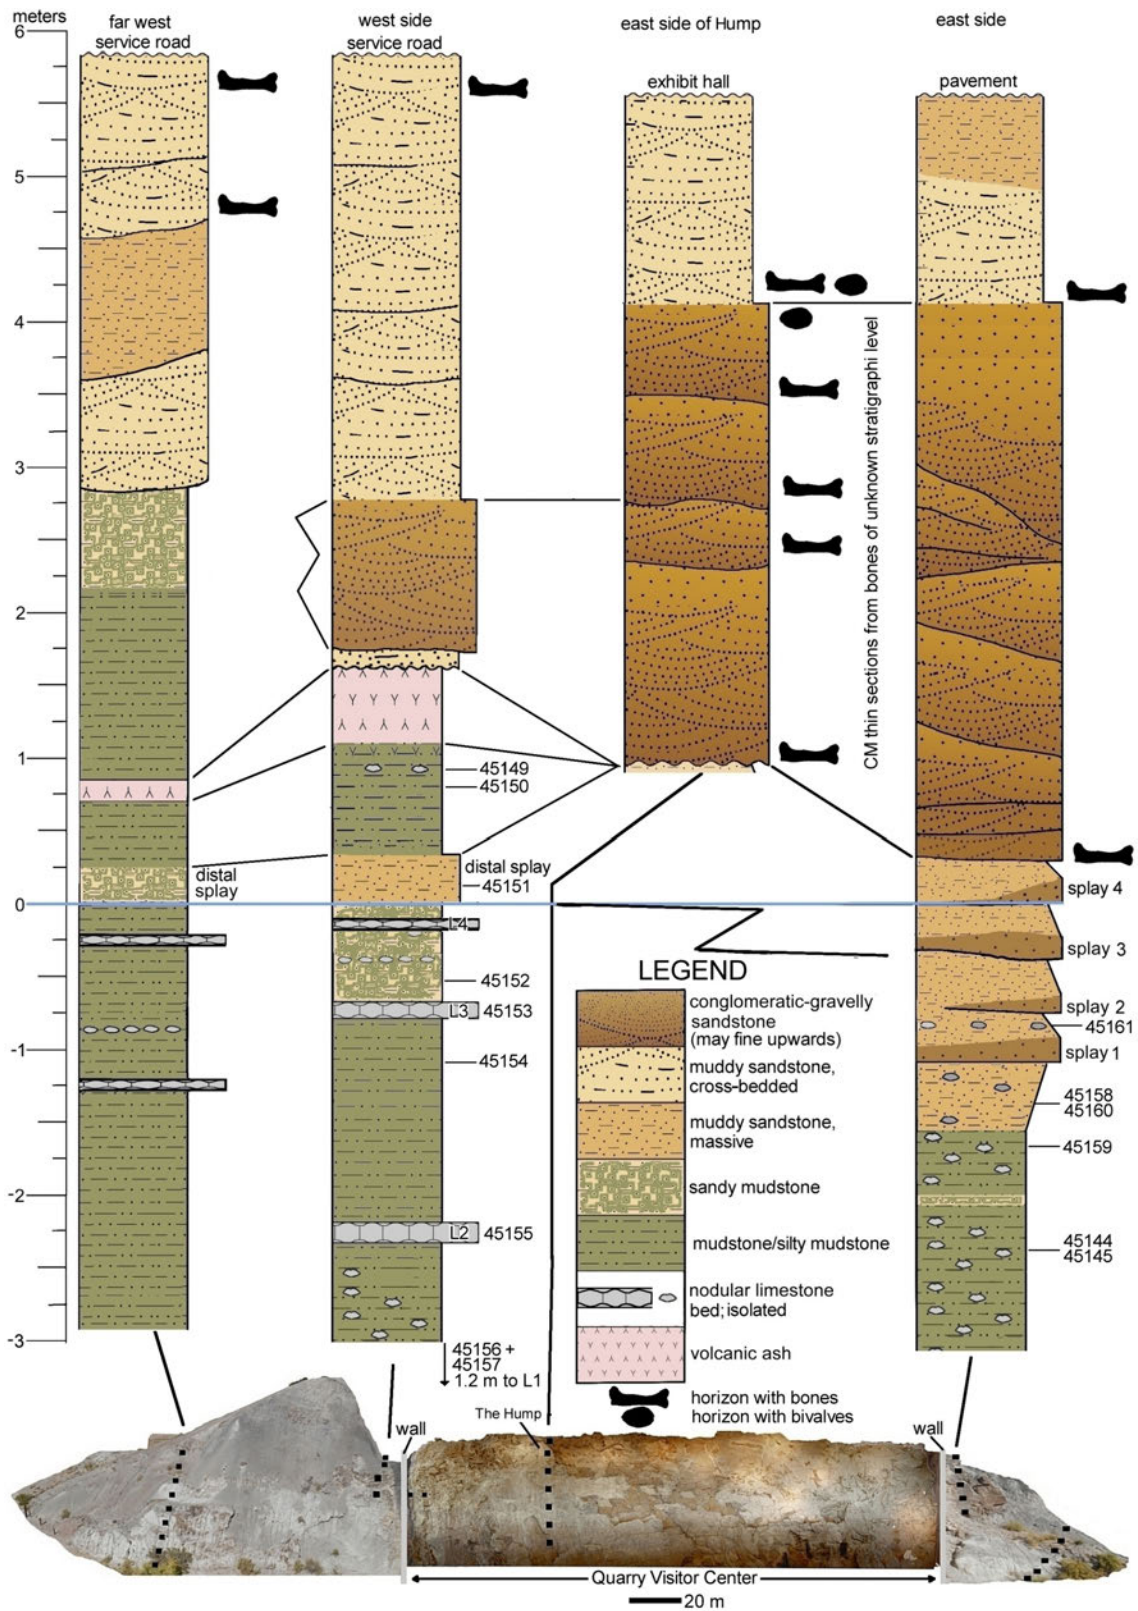 meters
far west
service road
west side
service road
east side of Hump
exhibit hall
east side
pavement
6
5
4
3
2
1
0
-1
-2
-3
CM thin sections from bones of unknown stratigraphi level
45149
45150
distal
splay
distal splay
45151
splay 4
L4
splay 3
45152
LEGEND
L3
45153
conglomeratic-gravelly
sandstone
(may fine upwards)
splay 2
45161
splay 1
45154
muddy sandstone,
cross-bedded
45158
45160
muddy sandstone,
massive
45159
sandy mudstone
L2
45155
mudstone/silty mudstone
45144
45145
nodular limestone
bed; isolated
45156 +
45157
1.2 m to L1
volcanic ash
horizon with bones
horizon with bivalves
The Hump
wall
wall
Quarry Visitor Center
20 m